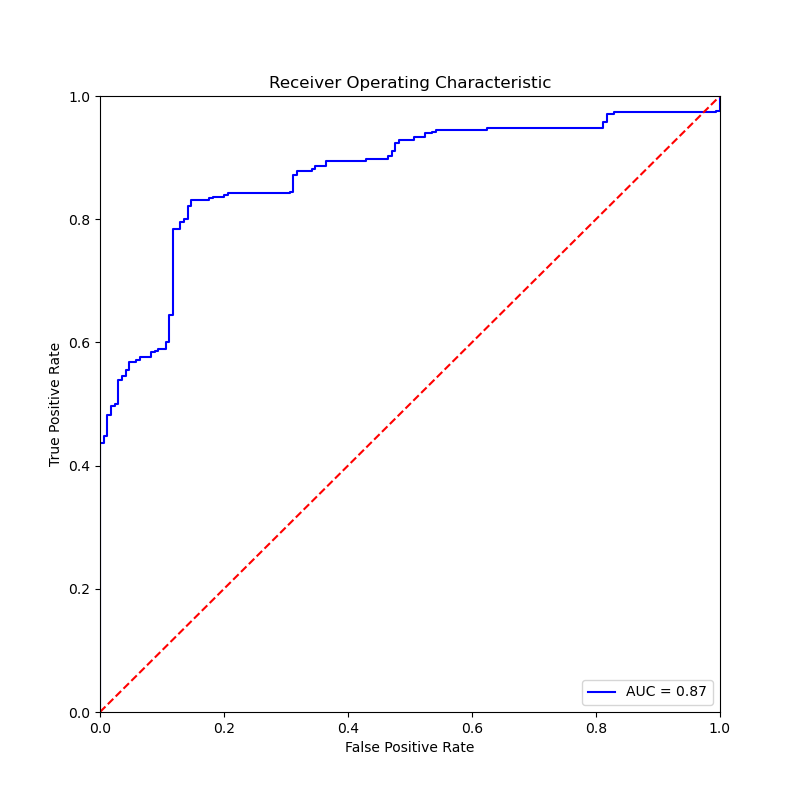 Receiver Operating Characteristic
1.0
0.8
0.6
0.4
0.2
0.0
True Positive Rate
AUC = 0.87
0.0 0.2 0.4 0.6 0.8 1.0
False Positive Rate